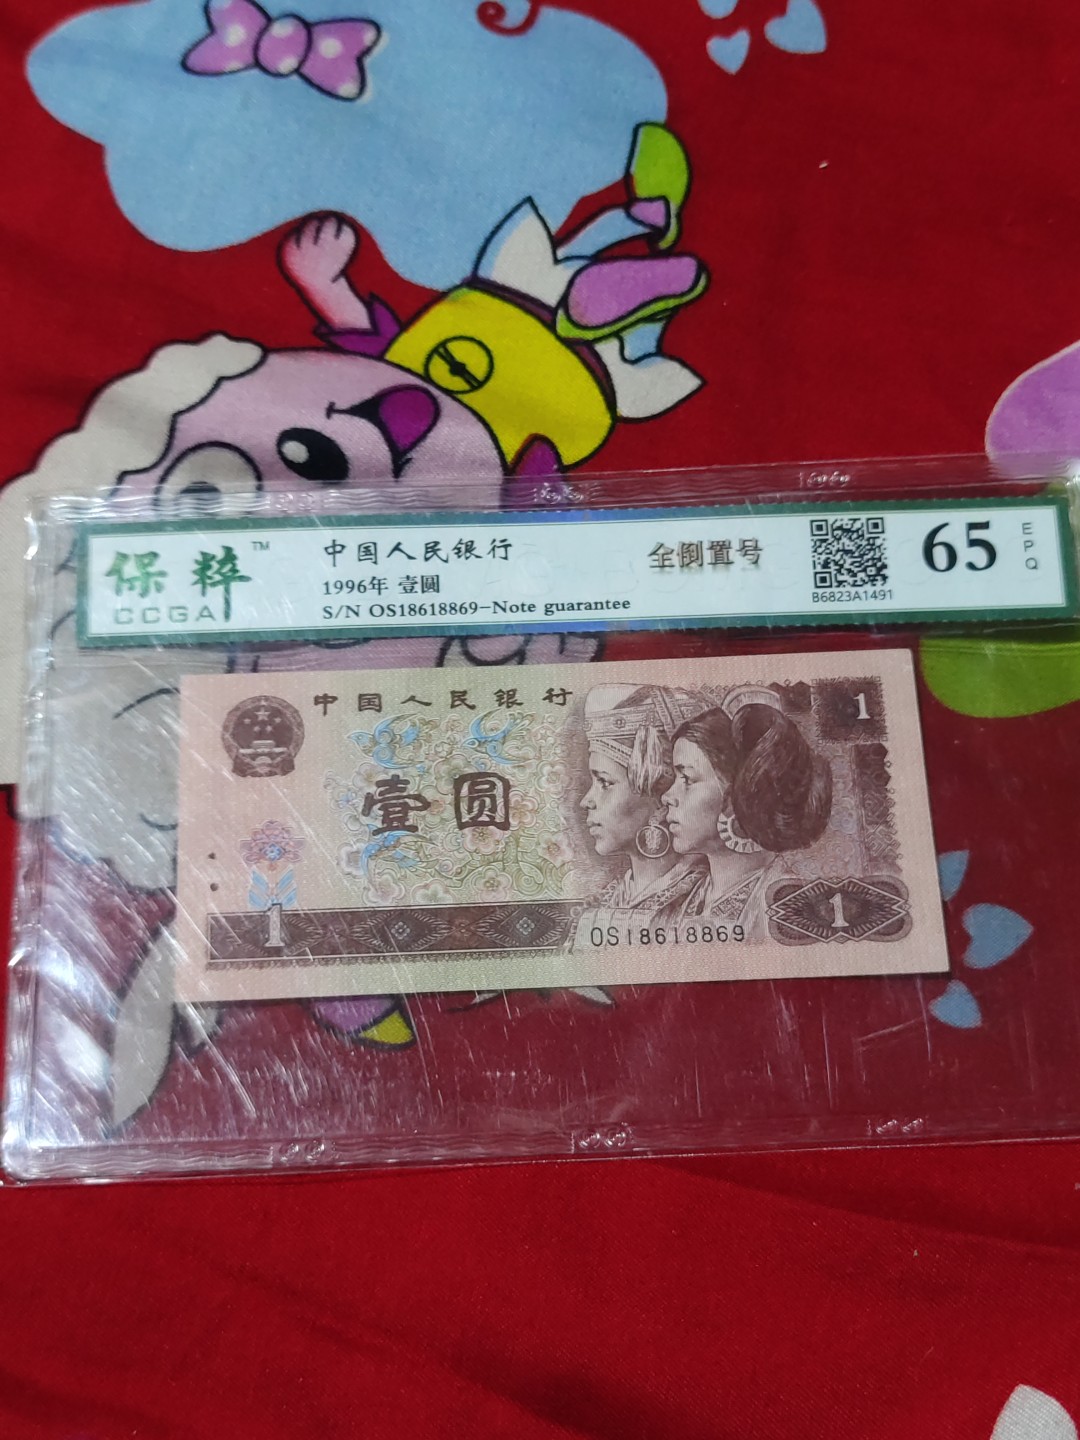 保粹™
CCGA
中国人民银行
1996年 壹圆
S/N OS18618869-Note guarantee
全倒置号
B6823A1491
65
EPQ
中国人民银行
1
壹圆
1
OS18618869
1